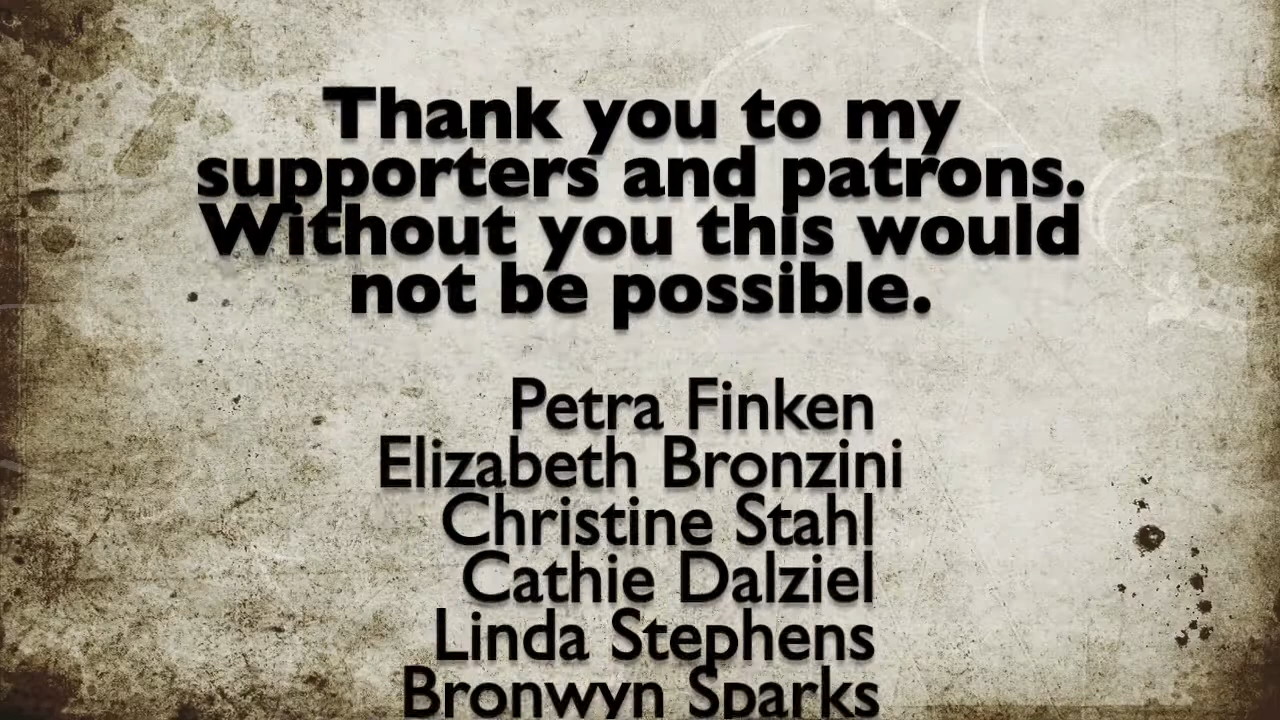 Thank you to my
supporters and patrons.
Without you this would
not be possible.
Petra Finken
Elizabeth Bronzini
Christine Stahl
Cathie Dalziel
Linda Stephens
Bronwyn Sparks